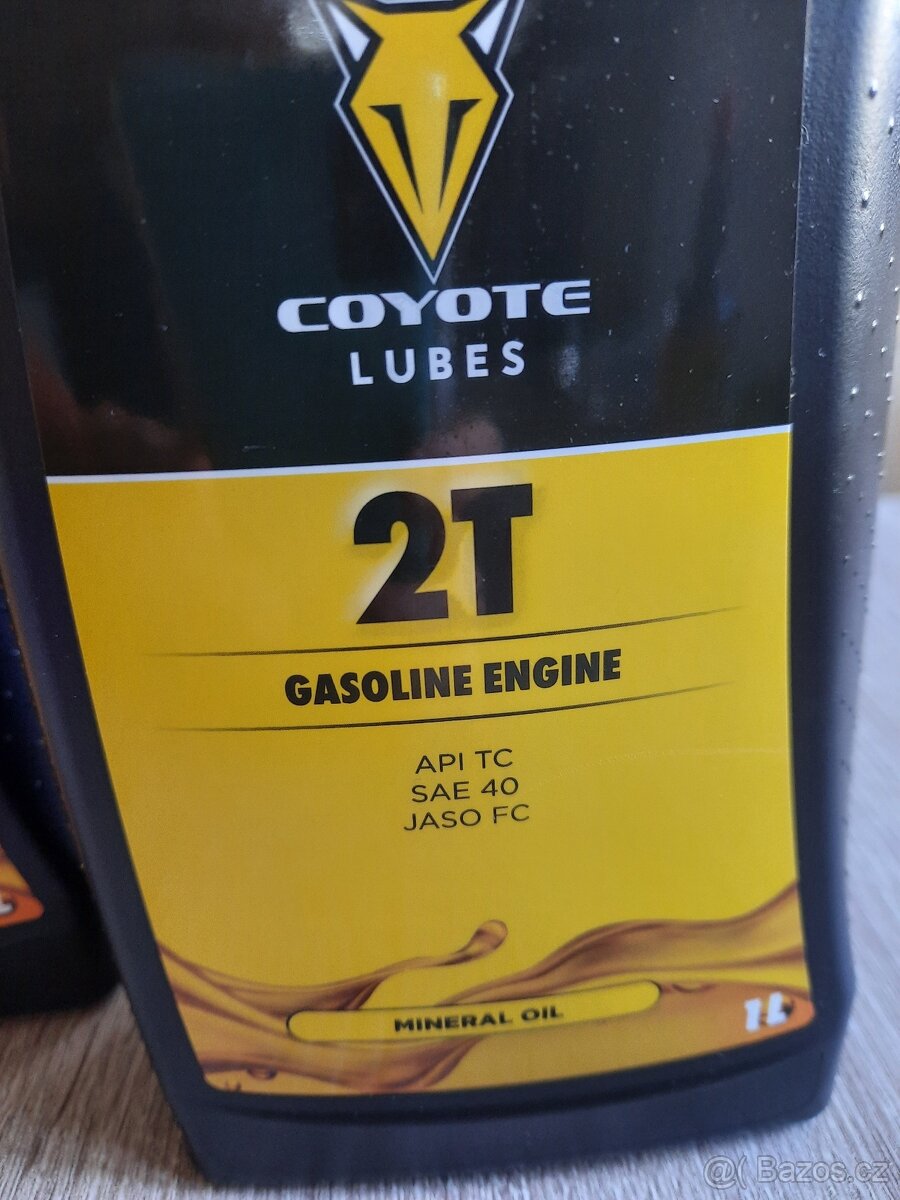 COYOTE
LUBES
2T
GASOLINE ENGINE
API TC
SAE 40
JASO FC
MINERAL OIL
1L
@( Bazos.cz